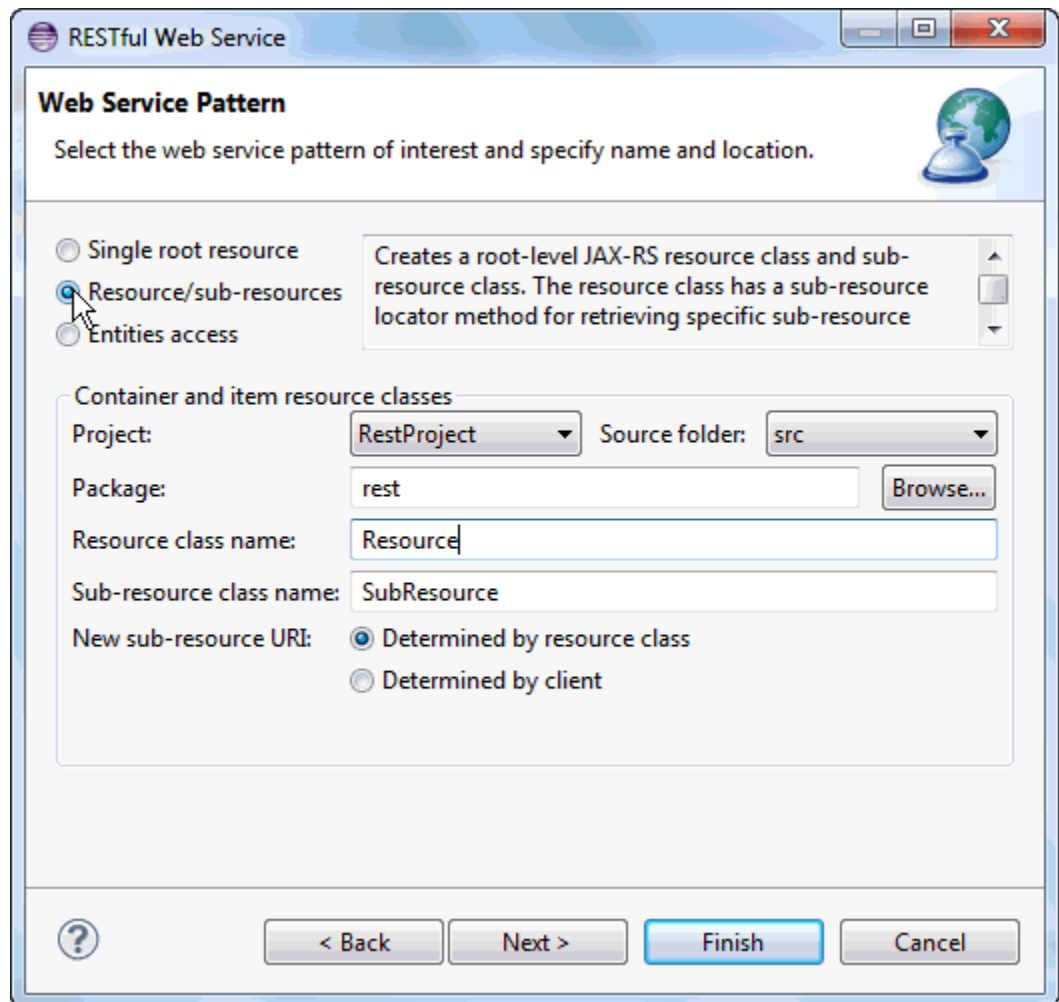 RESTful Web Service
Web Service Pattern
Select the web service pattern of interest and specify name and location.
Single root resource
Resource/sub-resources
Entities access
Creates a root-level JAX-RS resource class and sub-
resource class. The resource class has a sub-resource
locator method for retrieving specific sub-resource
Container and item resource classes
Project: RestProject Source folder: src
Package: rest Browse...
Resource class name: Resource
Sub-resource class name: SubResource
New sub-resource URI: Determined by resource class
Determined by client
< Back Next > Finish Cancel